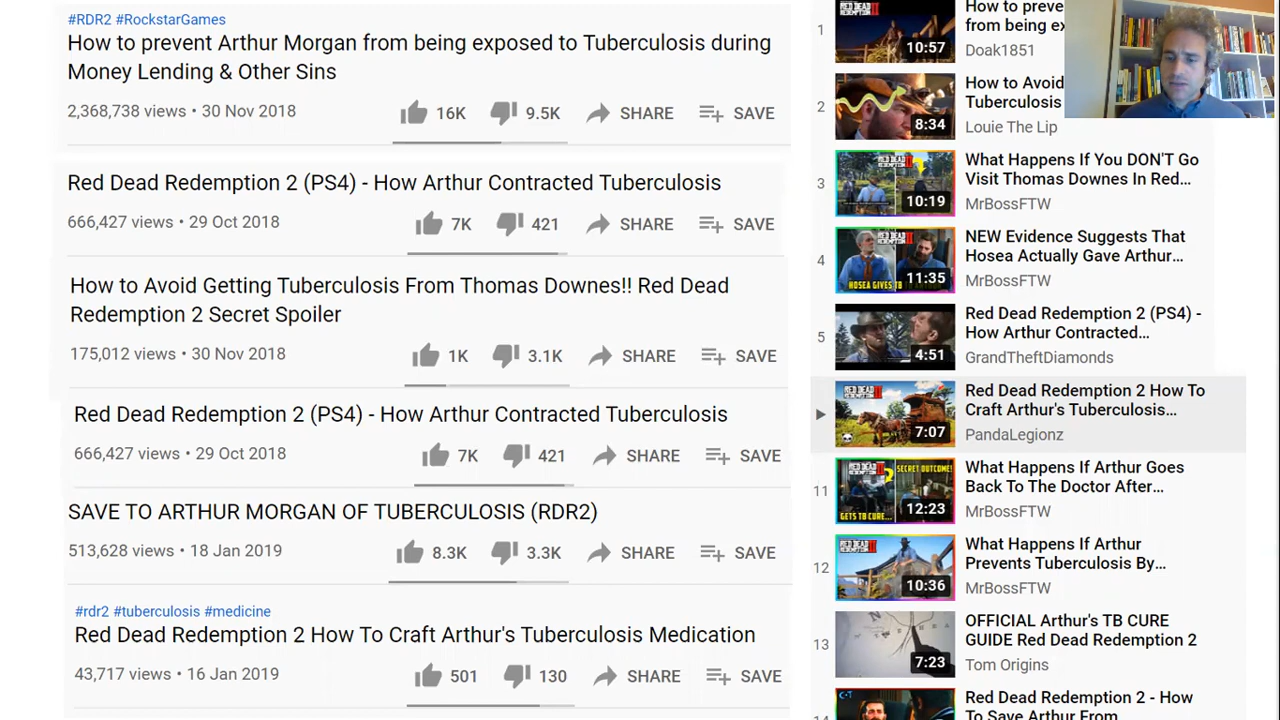 #RDR2 #RockstarGames
How to prevent Arthur Morgan from being exposed to Tuberculosis during
Money Lending & Other Sins
2,368,738 views • 30 Nov 2018
16K 9.5K SHARE SAVE
Red Dead Redemption 2 (PS4) - How Arthur Contracted Tuberculosis
666,427 views • 29 Oct 2018
7K 421 SHARE SAVE
How to Avoid Getting Tuberculosis From Thomas Downes!! Red Dead
Redemption 2 Secret Spoiler
175,012 views • 30 Nov 2018
1K 3.1K SHARE SAVE
Red Dead Redemption 2 (PS4) - How Arthur Contracted Tuberculosis
666,427 views • 29 Oct 2018
7K 421 SHARE SAVE
SAVE TO ARTHUR MORGAN OF TUBERCULOSIS (RDR2)
513,628 views • 18 Jan 2019
8.3K 3.3K SHARE SAVE
#rdr2 #tuberculosis #medicine
Red Dead Redemption 2 How To Craft Arthur's Tuberculosis Medication
43,717 views • 16 Jan 2019
501 130 SHARE SAVE
1
RED DEAD REDEMPTION II
10:57
How to preve
from being ex
Doak1851
2
8:34
How to Avoid
Tuberculosis
Louie The Lip
3
10:19
What Happens If You DON'T Go
Visit Thomas Downes In Red...
MrBossFTW
4
HOSEA GIVES TB
11:35
NEW Evidence Suggests That
Hosea Actually Gave Arthur...
MrBossFTW
5
4:51
Red Dead Redemption 2 (PS4) -
How Arthur Contracted...
GrandTheftDiamonds
7:07
Red Dead Redemption 2 How To
Craft Arthur's Tuberculosis...
PandaLegionz
11
SECRET OUTCOME!
GETS TB CURE...
12:23
What Happens If Arthur Goes
Back To The Doctor After...
MrBossFTW
12
10:36
What Happens If Arthur
Prevents Tuberculosis By...
MrBossFTW
13
7:23
OFFICIAL Arthur's TB CURE
GUIDE Red Dead Redemption 2
Tom Origins
Red Dead Redemption 2 - How
To Save Arthur From